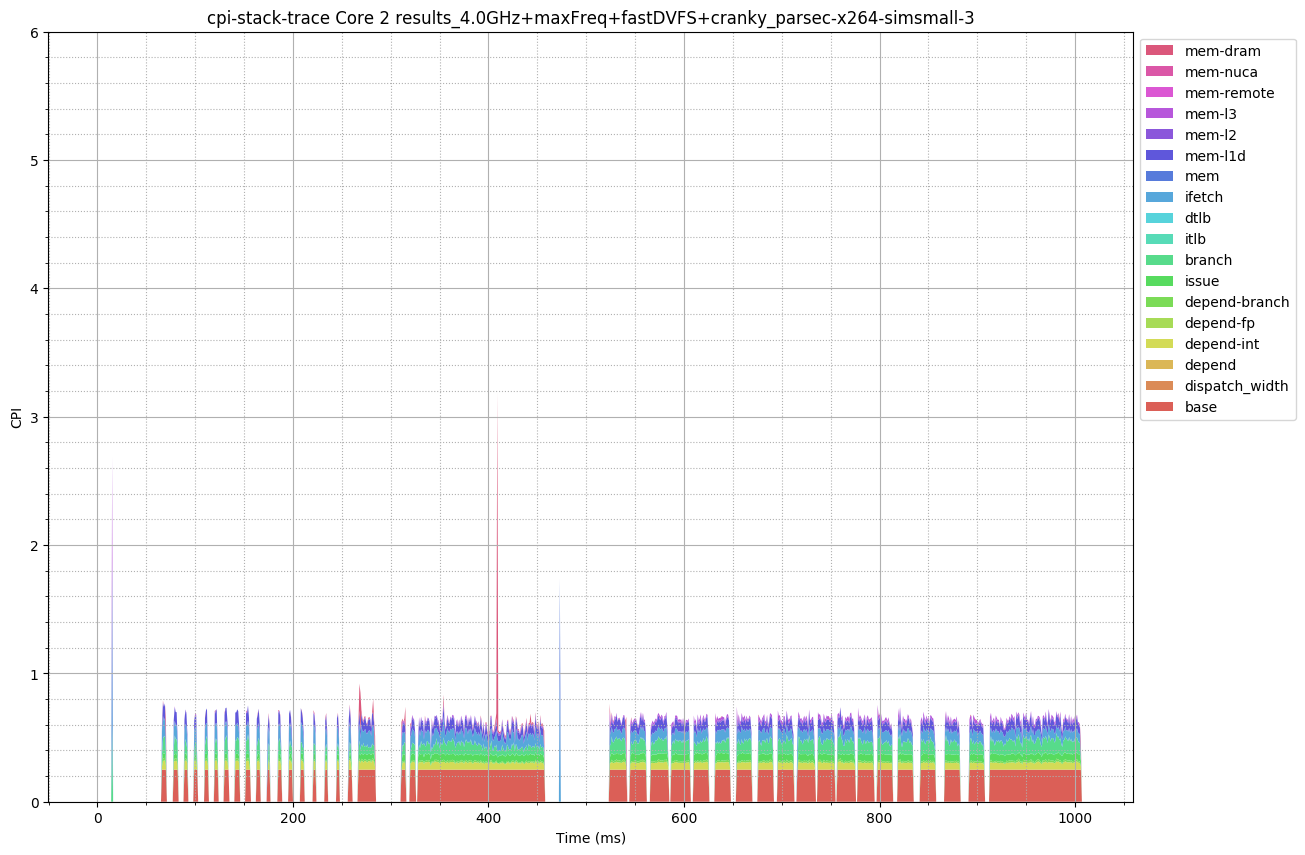 cpi-stack-trace Core 2 results_4.0GHz+maxFreq+fastDVFS+cranky_parsec-x264-simsmall-3
6
5
4
3
2
1
0
CPI
0
200
400
600
800
1000
Time (ms)
mem-dram
mem-nuca
mem-remote
mem-l3
mem-l2
mem-l1d
mem
ifetch
dtlb
itlb
branch
issue
depend-branch
depend-fp
depend-int
depend
dispatch_width
base